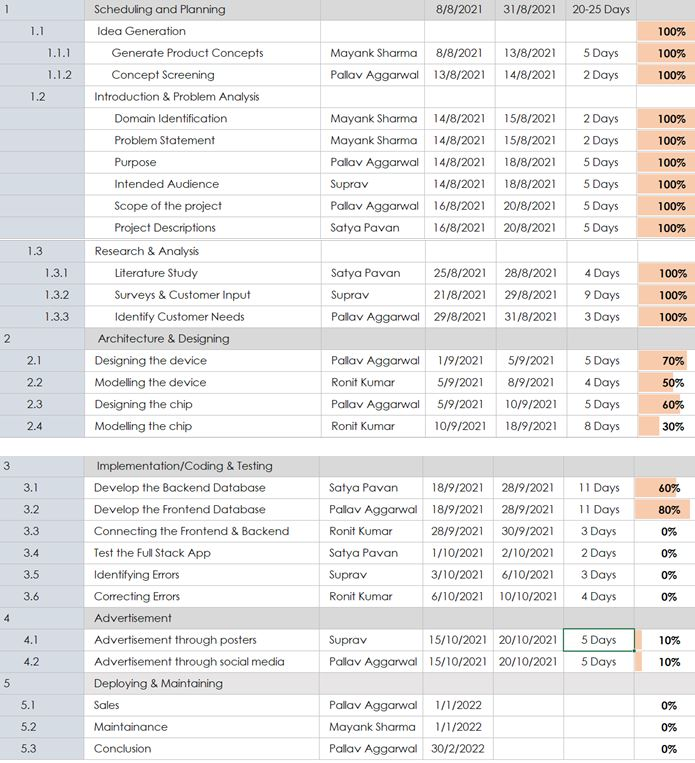 1 Scheduling and Planning 8/8/2021 31/8/2021 20-25 Days
1.1 Idea Generation 100%
1.1.1 Generate Product Concepts Mayank Sharma 8/8/2021 13/8/2021 5 Days 100%
1.1.2 Concept Screening Pallav Aggarwal 13/8/2021 14/8/2021 2 Days 100%
1.2 Introduction & Problem Analysis
Domain Identification Mayank Sharma 14/8/2021 15/8/2021 2 Days 100%
Problem Statement Mayank Sharma 14/8/2021 15/8/2021 2 Days 100%
Purpose Pallav Aggarwal 14/8/2021 18/8/2021 5 Days 100%
Intended Audience Suprav 14/8/2021 18/8/2021 5 Days 100%
Scope of the project Pallav Aggarwal 16/8/2021 20/8/2021 5 Days 100%
Project Descriptions Satya Pavan 16/8/2021 20/8/2021 5 Days 100%
1.3 Research & Analysis
1.3.1 Literature Study Satya Pavan 25/8/2021 28/8/2021 4 Days 100%
1.3.2 Surveys & Customer Input Suprav 21/8/2021 29/8/2021 9 Days 100%
1.3.3 Identify Customer Needs Pallav Aggarwal 29/8/2021 31/8/2021 3 Days 100%
2 Architecture & Designing
2.1 Designing the device Pallav Aggarwal 1/9/2021 5/9/2021 5 Days 70%
2.2 Modelling the device Ronit Kumar 5/9/2021 8/9/2021 4 Days 50%
2.3 Designing the chip Pallav Aggarwal 5/9/2021 10/9/2021 5 Days 60%
2.4 Modelling the chip Ronit Kumar 10/9/2021 18/9/2021 8 Days 30%
3 Implementation/Coding & Testing
3.1 Develop the Backend Database Satya Pavan 18/9/2021 28/9/2021 11 Days 60%
3.2 Develop the Frontend Database Pallav Aggarwal 18/9/2021 28/9/2021 11 Days 80%
3.3 Connecting the Frontend & Backend Ronit Kumar 28/9/2021 30/9/2021 3 Days 0%
3.4 Test the Full Stack App Satya Pavan 1/10/2021 2/10/2021 2 Days 0%
3.5 Identifying Errors Suprav 3/10/2021 6/10/2021 3 Days 0%
3.6 Correcting Errors Ronit Kumar 6/10/2021 10/10/2021 4 Days 0%
4 Advertisement
4.1 Advertisement through posters Suprav 15/10/2021 20/10/2021 5 Days 10%
4.2 Advertisement through social media Pallav Aggarwal 15/10/2021 20/10/2021 5 Days 10%
5 Deploying & Maintaining
5.1 Sales Pallav Aggarwal 1/1/2022 0%
5.2 Maintainance Mayank Sharma 1/1/2022 0%
5.3 Conclusion Pallav Aggarwal 30/2/2022 0%